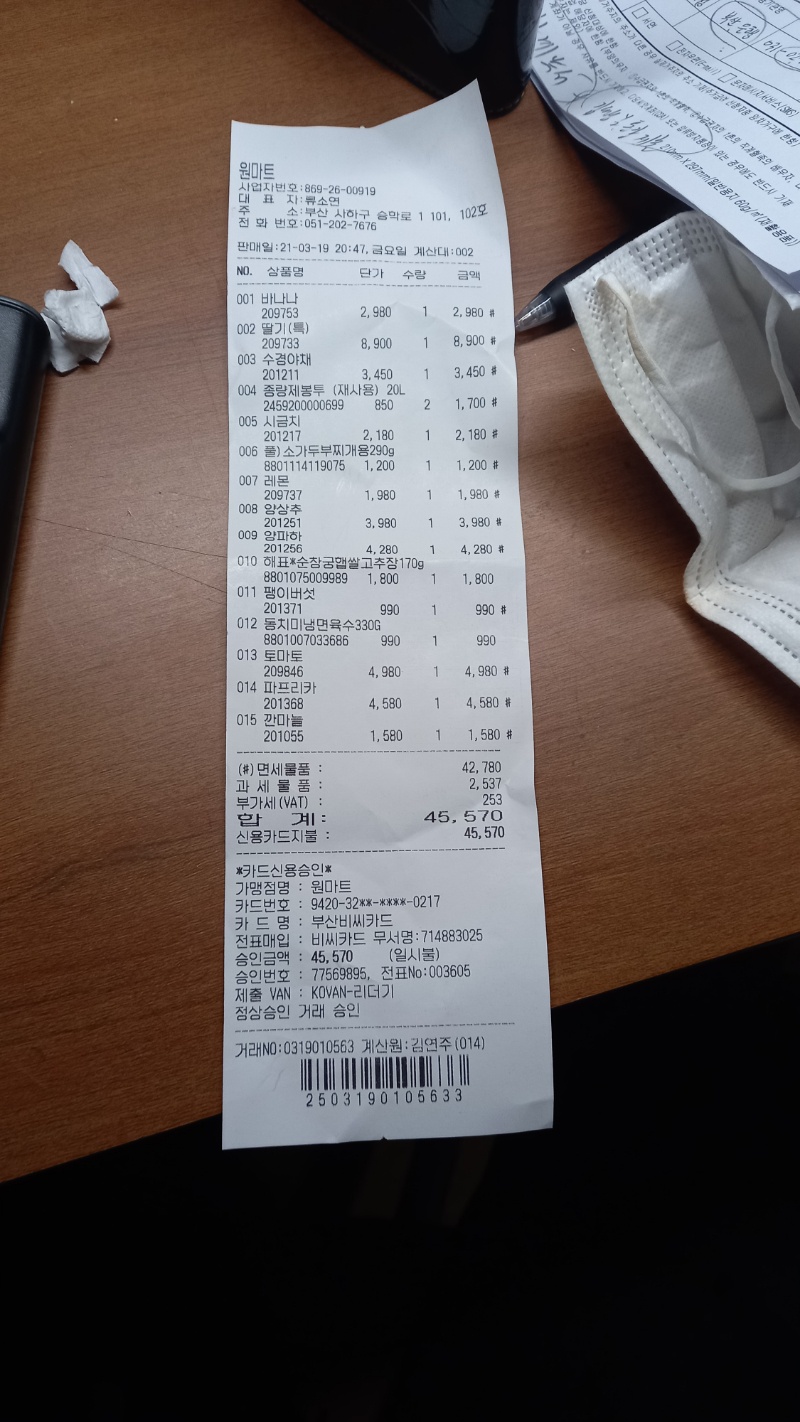 원마트
사업자번호:869-26-00919
대 표 자:류소연
주 소:부산 사하구 승학로 1 101, 102호
전 화 번호:051-202-7676
판매일:21-03-19 20:47, 금요일 계산대:002
NO. 상품명 단가 수량 금액
001 바나나
209753 2,980 1 2,980 #
002 딸기(특)
209733 8,900 1 8,900 #
003 수경야채
201211 3,450 1 3,450 #
004 종량제봉투 (재사용) 20L
2459200000699 850 2 1,700 #
005 시금치
201217 2,180 1 2,180 #
006 풀)소가두부찌개용290g
8801114119075 1,200 1 1,200 #
007 레몬
209737 1,980 1 1,980 #
008 양상추
201251 3,980 1 3,980 #
009 양파하
201256 4,280 1 4,280 #
010 해표*순창궁햅쌀고추장170g
8801075009989 1,800 1 1,800
011 팽이버섯
201371 990 1 990 #
012 동치미냉면육수330G
8801007033686 990 1 990
013 토마토
209846 4,980 1 4,980 #
014 파프리카
201368 4,580 1 4,580 #
015 깐마늘
201055 1,580 1 1,580 #
(#)면세물품 : 42,780
과 세 물 품 : 2,537
부가세(VAT) : 253
합 계: 45,570
신용카드지불 : 45,570
*카드신용승인*
가맹점명 : 원마트
카드번호 : 9420-32**-****-0217
카 드 명 : 부산비씨카드
전표매입 : 비씨카드 무서명:714883025
승인금액 : 45,570 (일시불)
승인번호 : 77569895, 전표No:003605
제출 VAN : KOVAN-리더기
정상승인 거래 승인
거래NO:0319010563 계산원:김연주(014)
2503190105633